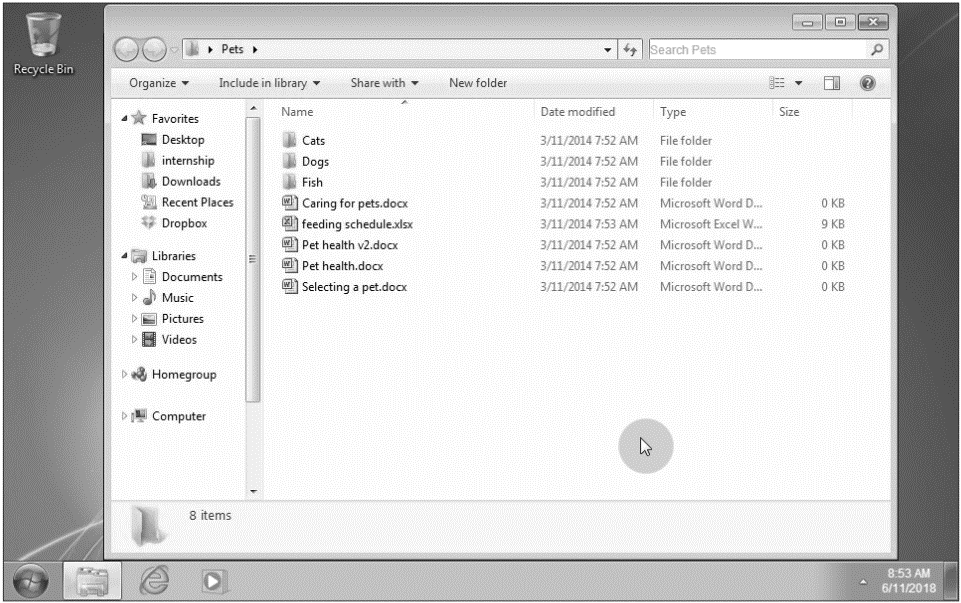 Recycle Bin
Pets
Search Pets
Organize Include in library Share with New folder
Name Date modified Type Size
Favorites
Desktop
internship
Downloads
Recent Places
Dropbox
Libraries
Documents
Music
Pictures
Videos
Homegroup
Computer
Cats 3/11/2014 7:52 AM File folder
Dogs 3/11/2014 7:52 AM File folder
Fish 3/11/2014 7:52 AM File folder
Caring for pets.docx 3/11/2014 7:52 AM Microsoft Word D... 0 KB
feeding schedule.xlsx 3/11/2014 7:53 AM Microsoft Excel W... 9 KB
Pet health v2.docx 3/11/2014 7:52 AM Microsoft Word D... 0 KB
Pet health.docx 3/11/2014 7:52 AM Microsoft Word D... 0 KB
Selecting a pet.docx 3/11/2014 7:52 AM Microsoft Word D... 0 KB
8 items
8:53 AM
6/11/2018